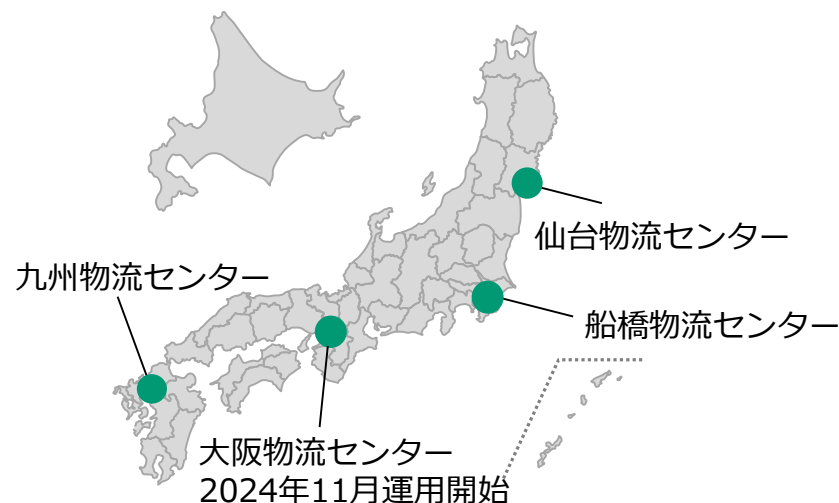 仙台物流センター
九州物流センター
船橋物流センター
大阪物流センター
2024年11月運用開始